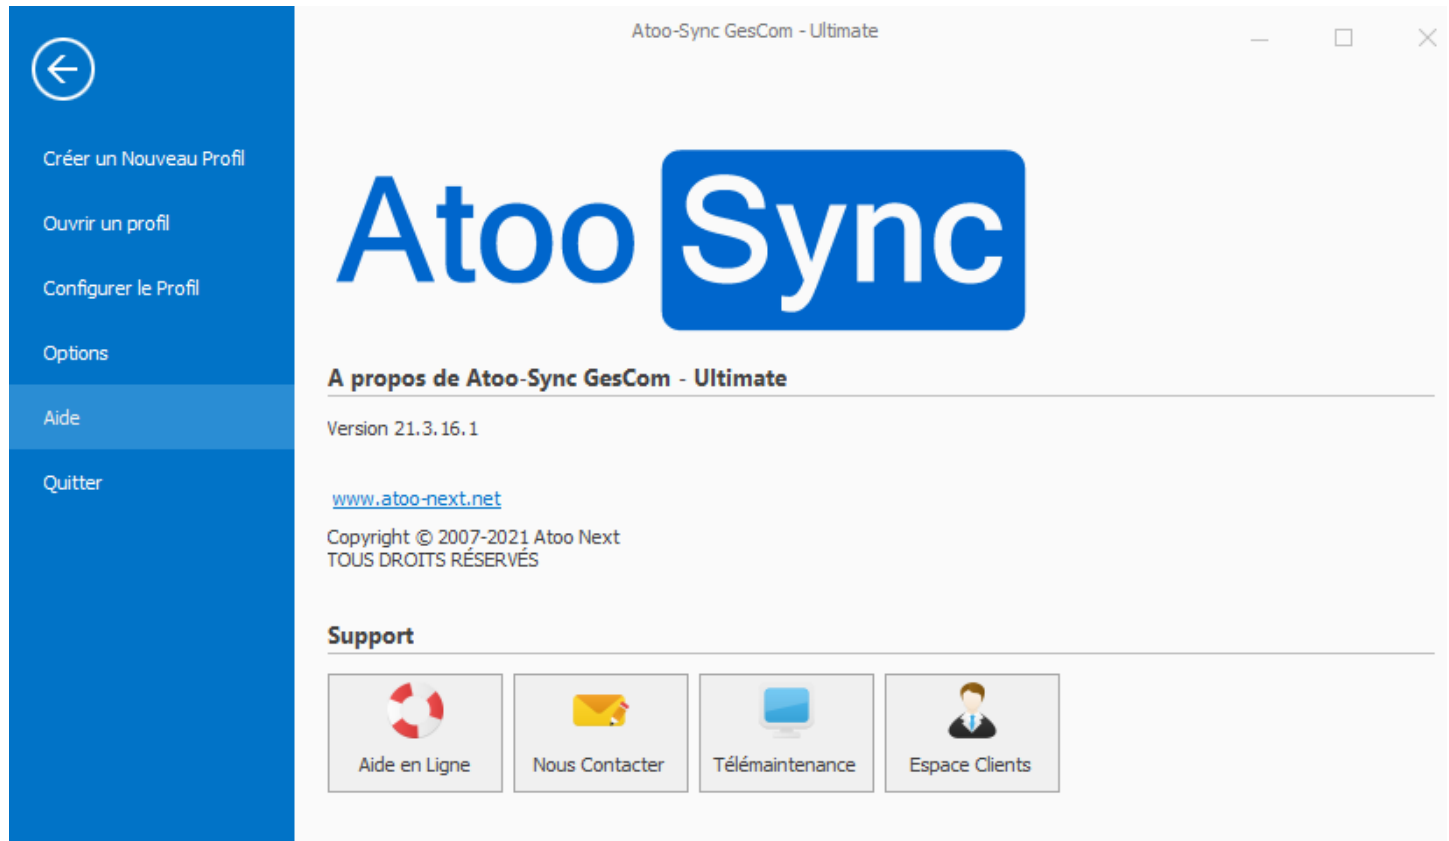 Atoo-Sync GesCom - Ultimate
Créer un Nouveau Profil
Ouvrir un profil
Configurer le Profil
Options
Aide
Quitter
Atoo Sync
A propos de Atoo-Sync GesCom - Ultimate
Version 21.3.16.1
www.atoo-next.net
Copyright © 2007-2021 Atoo Next
TOUS DROITS RÉSERVÉS
Support
Aide en Ligne
Nous Contacter
Télémaintenance
Espace Clients